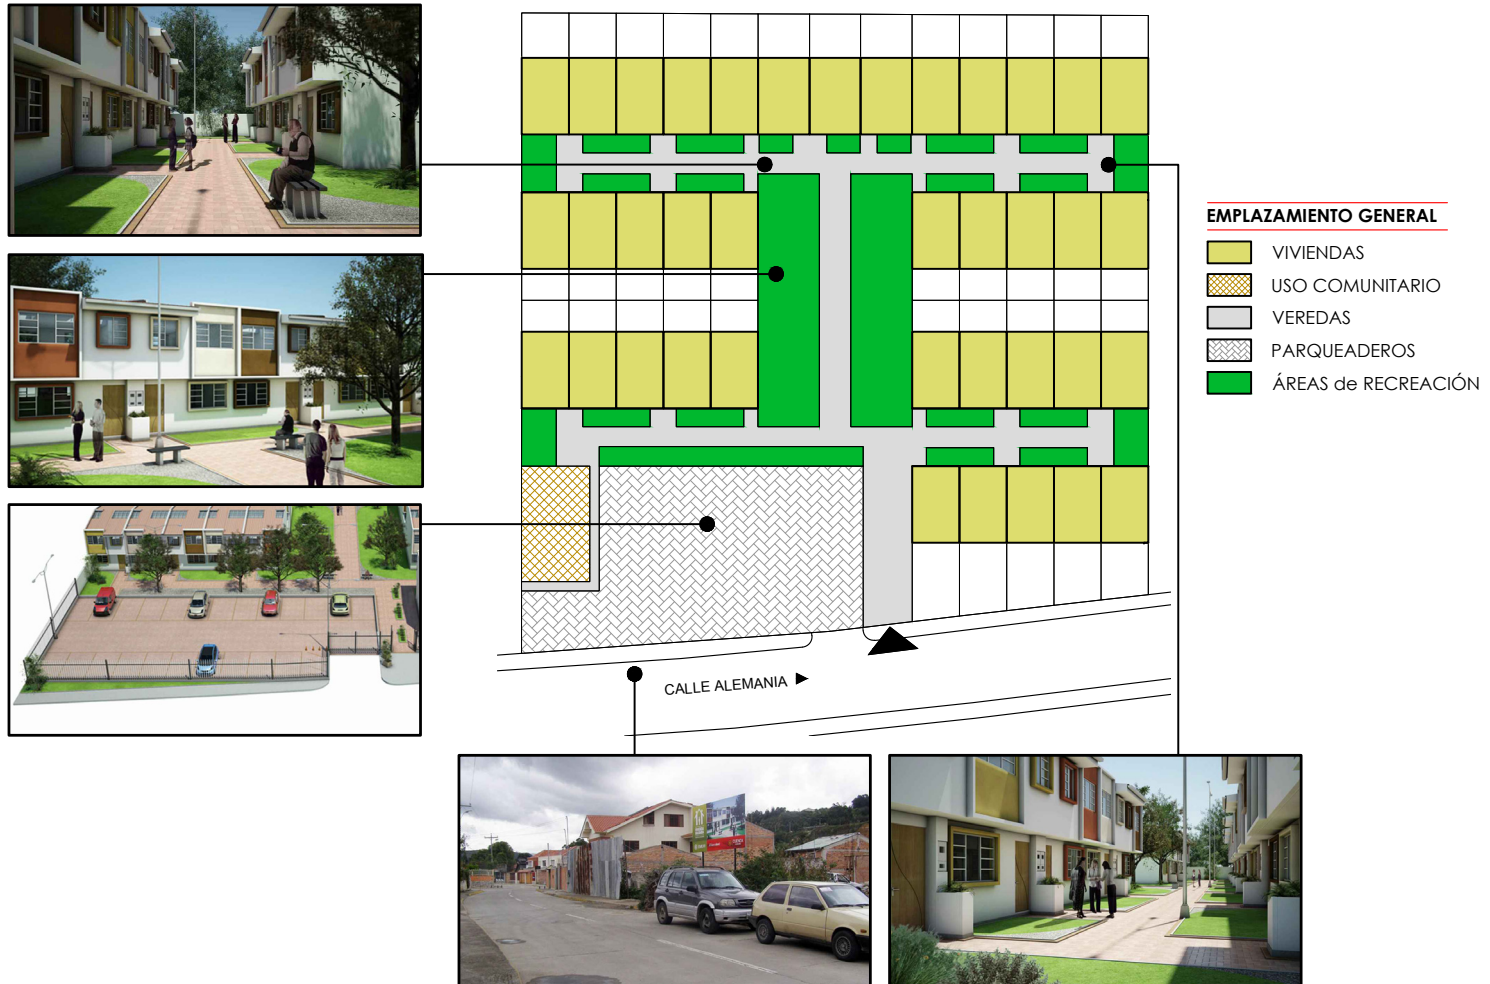 EMPLAZAMIENTO GENERAL
VIVIENDAS
USO COMUNITARIO
VEREDAS
PARQUEADEROS
ÁREAS de RECREACIÓN
CALLE ALEMANIA